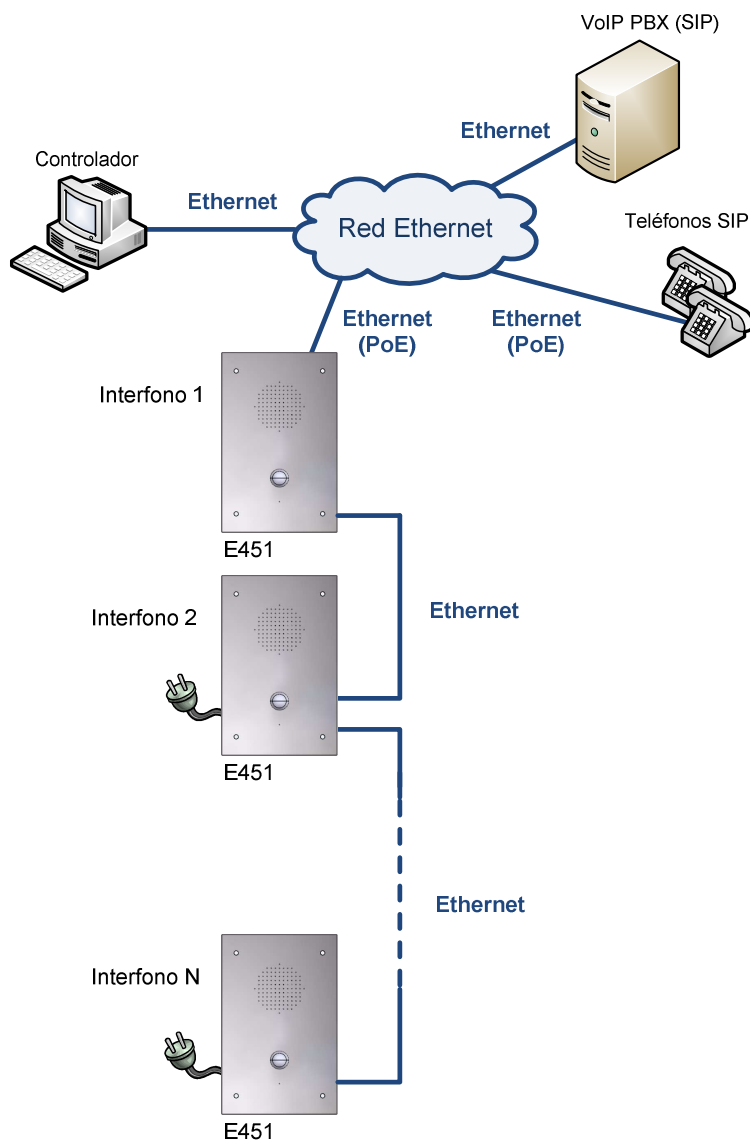 VoIP PBX (SIP)
Ethernet
Controlador
Ethernet
Red Ethernet
Teléfonos SIP
Ethernet
(PoE)
Ethernet
(PoE)
Interfono 1
E451
Interfono 2
Ethernet
E451
Ethernet
Interfono N
E451